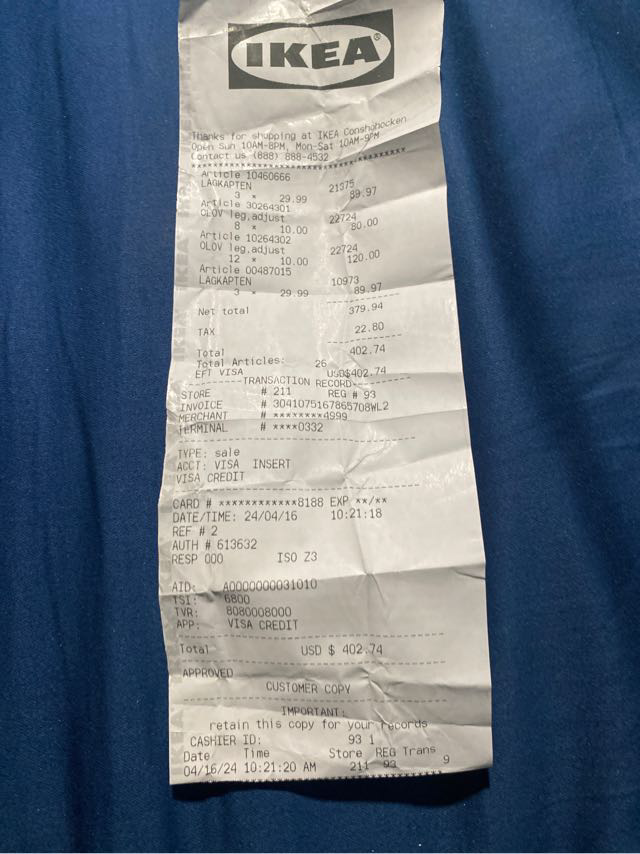 IKEA®
Thanks for shopping at IKEA Conshohocken
Open Sun 10AM-8PM, Mon-Sat 10AM-9PM
Contact us (888) 888-4532
Article 10460666
LAGKAPTEN 21375
3 * 29.99 89.97
Article 30264301
OLOV leg,adjust 22724
8 * 10.00 80.00
Article 10264302
OLOV leg,adjust 22724
12 * 10.00 120.00
Article 00487015
LAGKAPTEN 10973
3 * 29.99 89.97
Net total 379.94
TAX 22.80
Total 402.74
Total Articles: 26
EFT VISA USD$402.74
TRANSACTION RECORD
STORE # 211 REG # 93
INVOICE # 3041075167865708WL2
MERCHANT # ********4999
TERMINAL # ****0332
TYPE: sale
ACCT: VISA INSERT
VISA CREDIT
CARD # ************8188 EXP **/**
DATE/TIME: 24/04/16 10:21:18
REF # 2
AUTH # 613632
RESP 000 ISO Z3
AID: A0000000031010
TSI: 6800
TVR: 8080008000
APP: VISA CREDIT
Total USD $ 402.74
APPROVED
CUSTOMER COPY
IMPORTANT:
retain this copy for your records
CASHIER ID: 93 1
Date Time Store REG Trans
04/16/24 10:21:20 AM 211 93 9